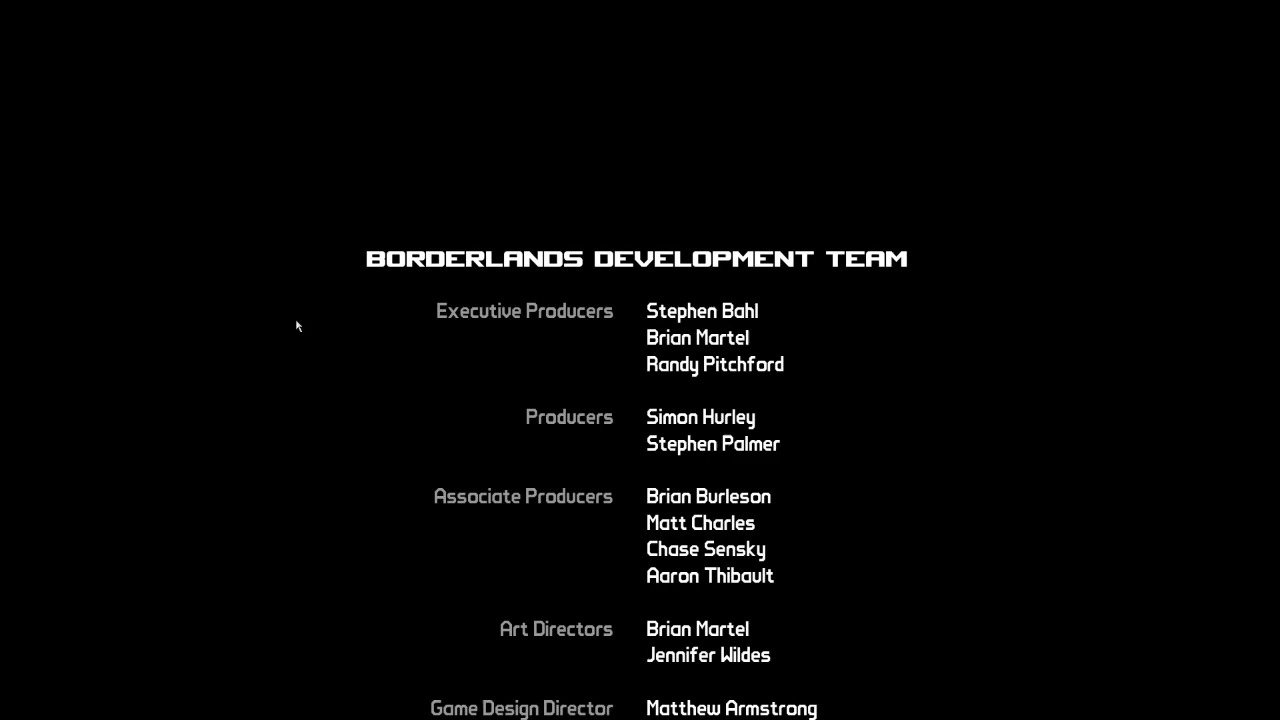 BORDERLANDS DEVELOPMENT TEAM
Executive Producers Stephen Bahl
Brian Martel
Randy Pitchford
Producers Simon Hurley
Stephen Palmer
Associate Producers Brian Burleson
Matt Charles
Chase Sensky
Aaron Thibault
Art Directors Brian Martel
Jennifer Wildes
Game Design Director Matthew Armstrong